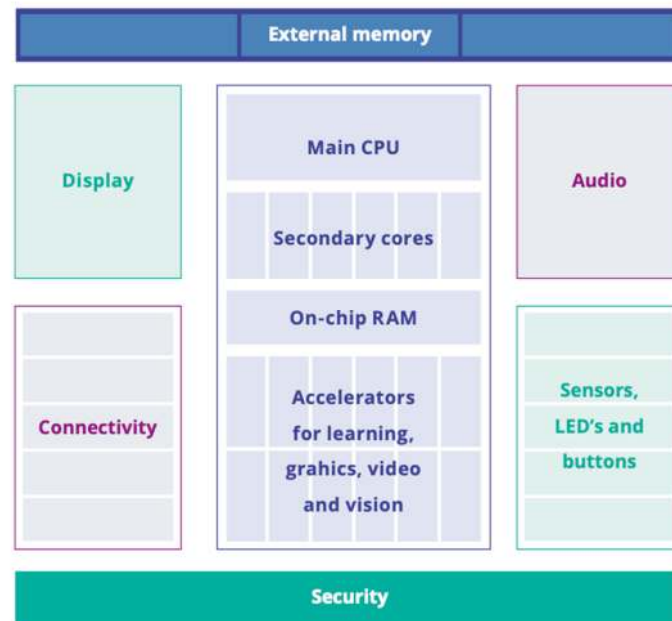 External memory
Display
Main CPU
Audio
Secondary cores
On-chip RAM
Connectivity
Accelerators
for learning,
grahics, video
and vision
Sensors,
LED's and
buttons
Security